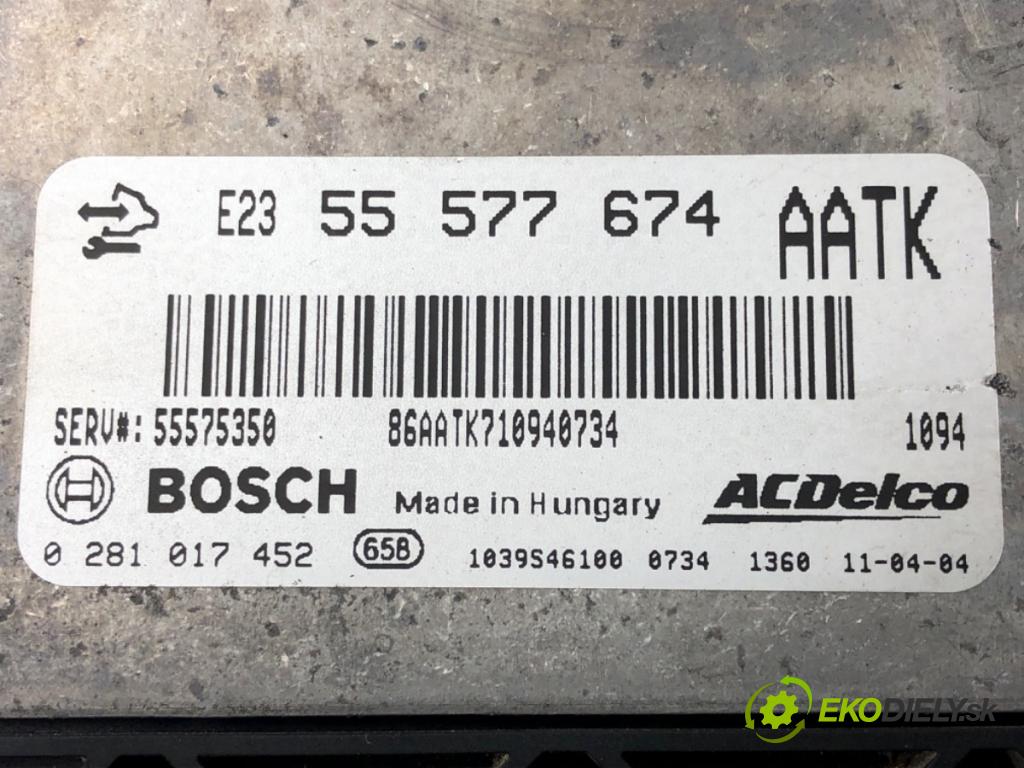 E23 55 577 674 AATK
SERV#: 55575350 86AATK710940734 1094
BOSCH Made in Hungary ACDelco
0 281 017 452 65B 1039S46100 0734 1360 11-04-04
EKODIELY.sk